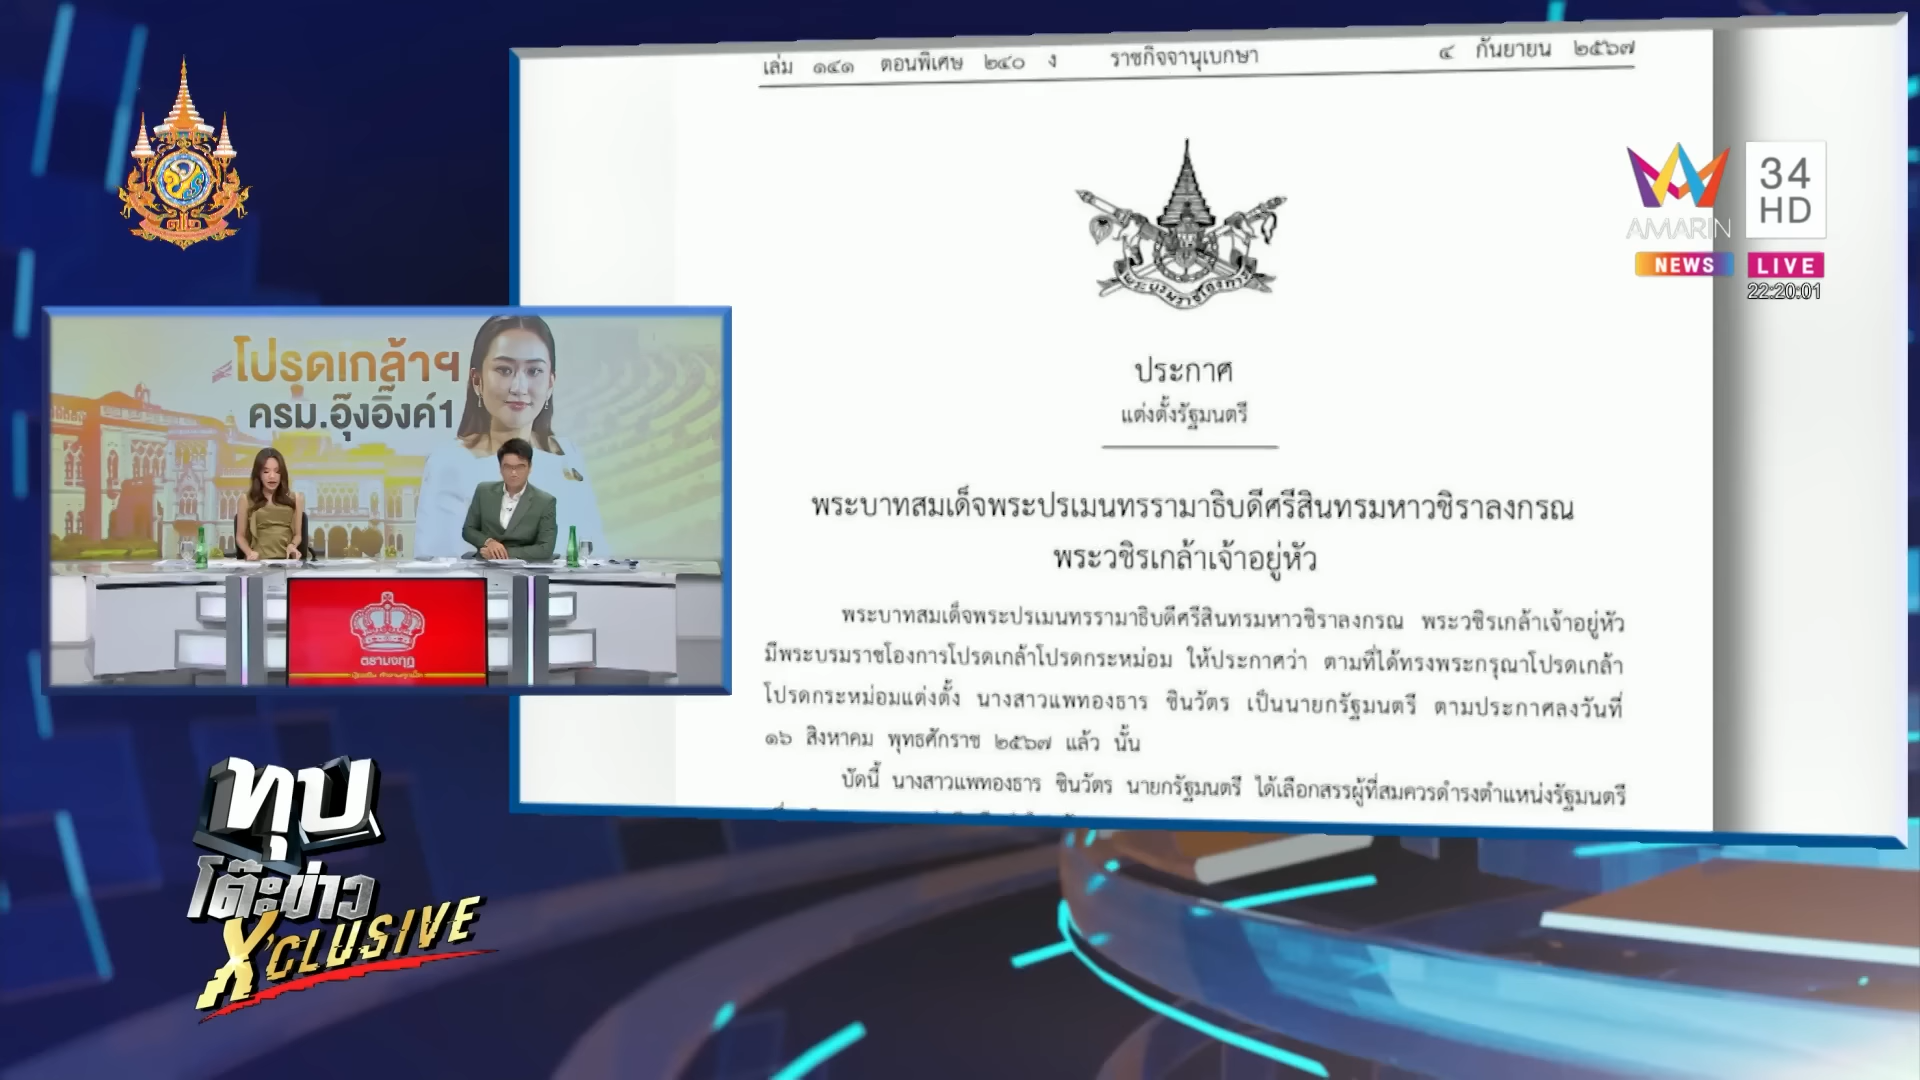 เล่ม ๑๔๑ ตอนพิเศษ ๒๔๐ ง ราชกิจจานุเบกษา ๔ กันยายน ๒๕๖๗
พระบรมราชโองการ
ประกาศ
แต่งตั้งรัฐมนตรี
พระบาทสมเด็จพระปรเมนทรรามาธิบดีศรีสินทรมหาวชิราลงกรณ
พระวชิรเกล้าเจ้าอยู่หัว
พระบาทสมเด็จพระปรเมนทรรามาธิบดีศรีสินทรมหาวชิราลงกรณ พระวชิรเกล้าเจ้าอยู่หัว
มีพระบรมราชโองการโปรดเกล้าโปรดกระหม่อม ให้ประกาศว่า ตามที่ได้ทรงพระกรุณาโปรดเกล้า
โปรดกระหม่อมแต่งตั้ง นางสาวแพทองธาร ชินวัตร เป็นนายกรัฐมนตรี ตามประกาศลงวันที่
๑๖ สิงหาคม พุทธศักราช ๒๕๖๗ แล้ว นั้น
บัดนี้ นางสาวแพทองธาร ชินวัตร นายกรัฐมนตรี ได้เลือกสรรผู้ที่สมควรดำรงตำแหน่งรัฐมนตรี
AMARIN
34
HD
NEWS
LIVE
22:20:01
โปรดเกล้าฯ
ครม.อุ๊งอิ๊งค์1
ตรามงกุฎ
ทุบ
โต๊ะข่าว
X'CLUSIVE